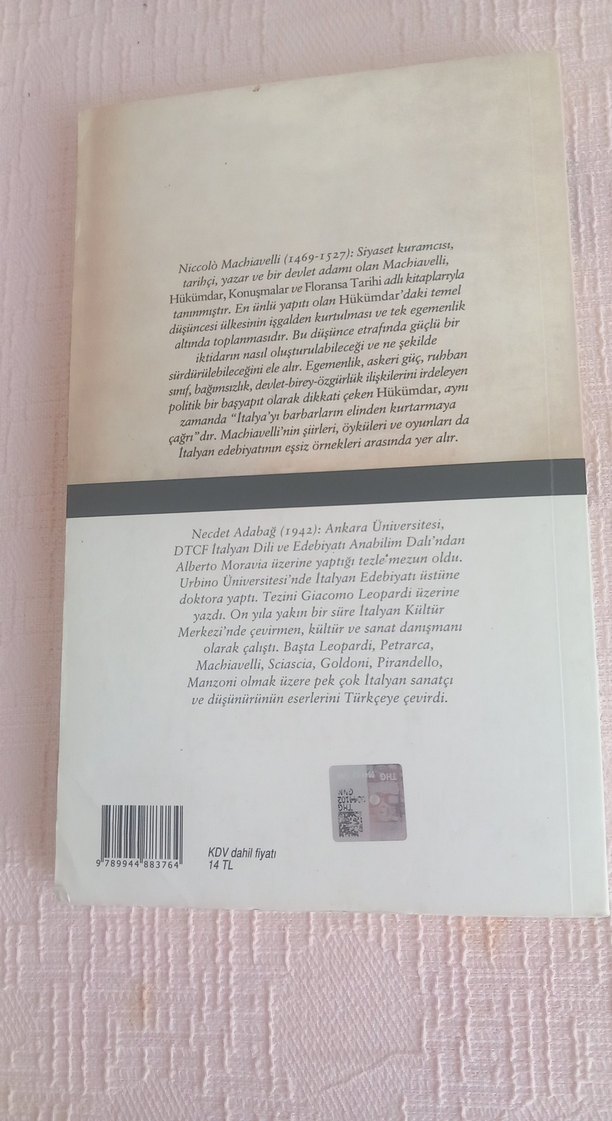 Niccolò Machiavelli (1469-1527): Siyaset kuramcısı,
tarihçi, yazar ve bir devlet adamı olan Machiavelli,
Hükümdar, Konuşmalar ve Floransa Tarihi adlı kitaplarıyla
tanınmıştır. En ünlü yapıtı olan Hükümdar'daki temel
düşüncesi ülkesinin işgalden kurtulması ve tek egemenlik
altında toplanmasıdır. Bu düşünce etrafında güçlü bir
iktidarın nasıl oluşturulabileceği ve ne şekilde
sürdürülebileceğini ele alır. Egemenlik, askeri güç, ruhban
sınıf, bağımsızlık, devlet-birey-özgürlük ilişkilerini irdeleyen
politik bir başyapıt olarak dikkati çeken Hükümdar, aynı
zamanda "İtalya'yı barbarların elinden kurtarmaya
çağrı"dır. Machiavelli'nin şiirleri, öyküleri ve oyunları da
İtalyan edebiyatının eşsiz örnekleri arasında yer alır.
Necdet Adabağ (1942): Ankara Üniversitesi,
DTCF İtalyan Dili ve Edebiyatı Anabilim Dalı'ndan
Alberto Moravia üzerine yaptığı tezle mezun oldu.
Urbino Üniversitesi'nde İtalyan Edebiyatı üstüne
doktora yaptı. Tezini Giacomo Leopardi üzerine
yazdı. On yıla yakın bir süre İtalyan Kültür
Merkezi'nde çevirmen, kültür ve sanat danışmanı
olarak çalıştı. Başta Leopardi, Petrarca,
Machiavelli, Sciascia, Goldoni, Pirandello,
Manzoni olmak üzere pek çok İtalyan sanatçı
ve düşünürünün eserlerini Türkçeye çevirdi.
THG
9 789944 883764
KDV dahil fiyatı
14 TL